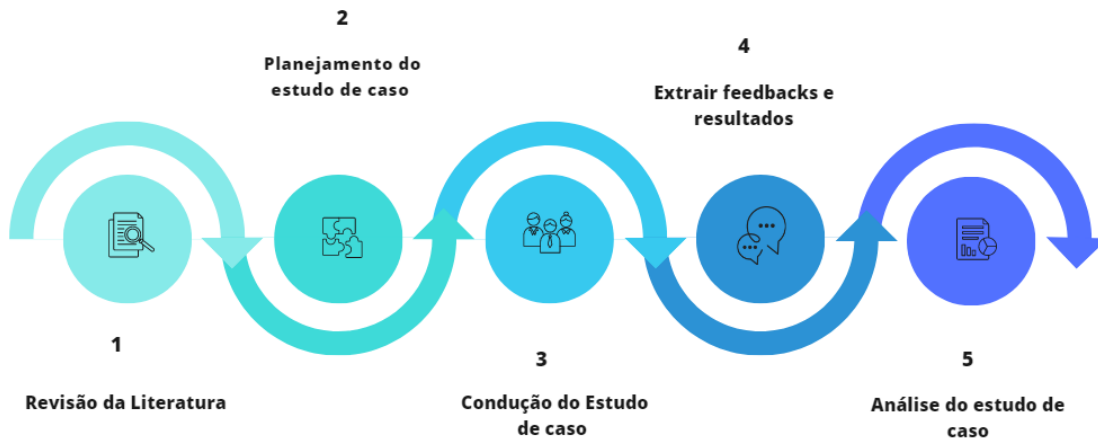 1
Revisão da Literatura
2
Planejamento do
estudo de caso
3
Condução do Estudo
de caso
4
Extrair feedbacks e
resultados
5
Análise do estudo de
caso